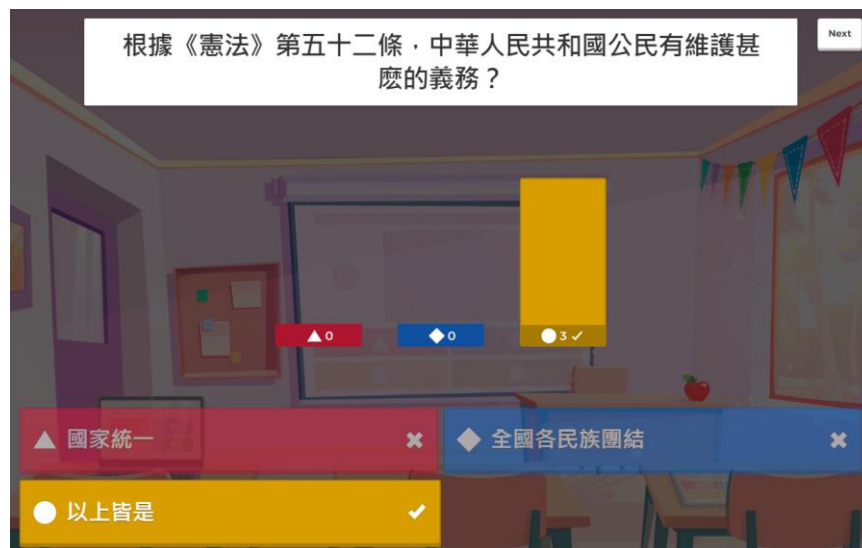 根據《憲法》第五十二條，中華人民共和國公民有維護甚
麽的義務？
Next
0
0
3
國家統一
全國各民族團結
以上皆是